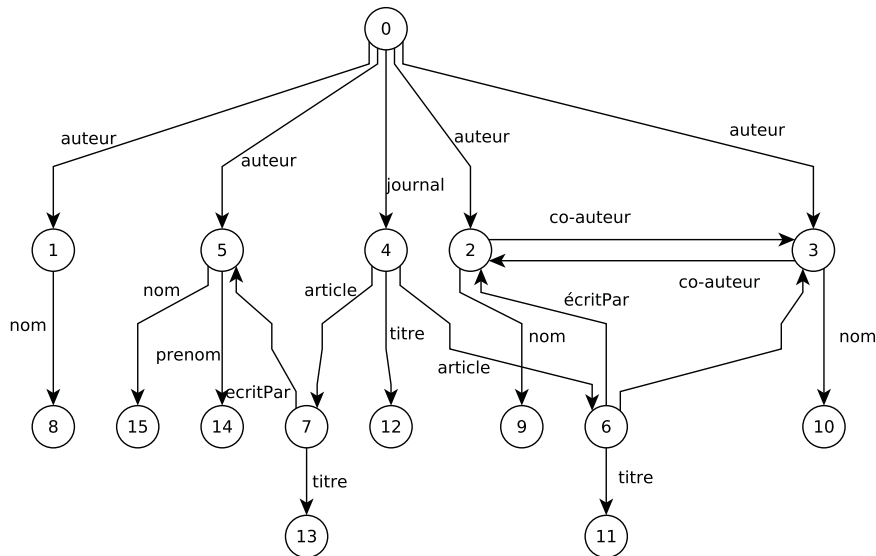 0
auteur
auteur
auteur
auteur
journal
1
5
4
2
3
co-auteur
co-auteur
nom
nom
prenom
article
titre
écritPar
nom
nom
article
ecritPar
8
15
14
7
12
9
6
10
titre
titre
13
11